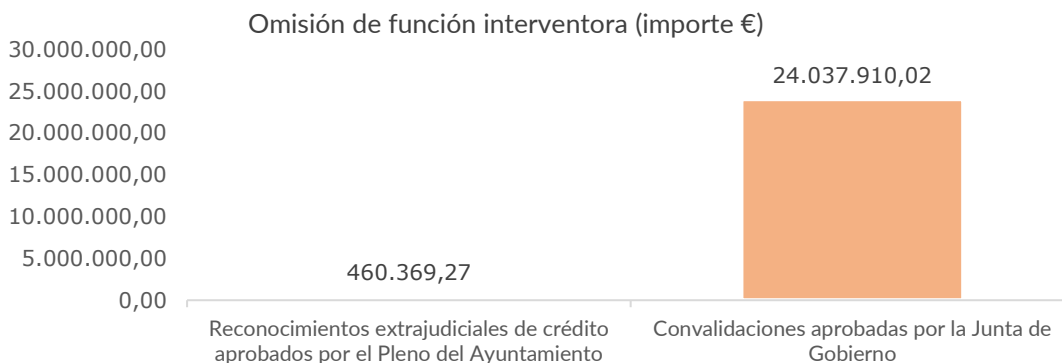 Omisión de función interventora (importe €)
30.000.000,00
25.000.000,00
20.000.000,00
15.000.000,00
10.000.000,00
5.000.000,00
0,00
460.369,27
24.037.910,02
Reconocimientos extrajudiciales de crédito
aprobados por el Pleno del Ayuntamiento
Convalidaciones aprobadas por la Junta de
Gobierno